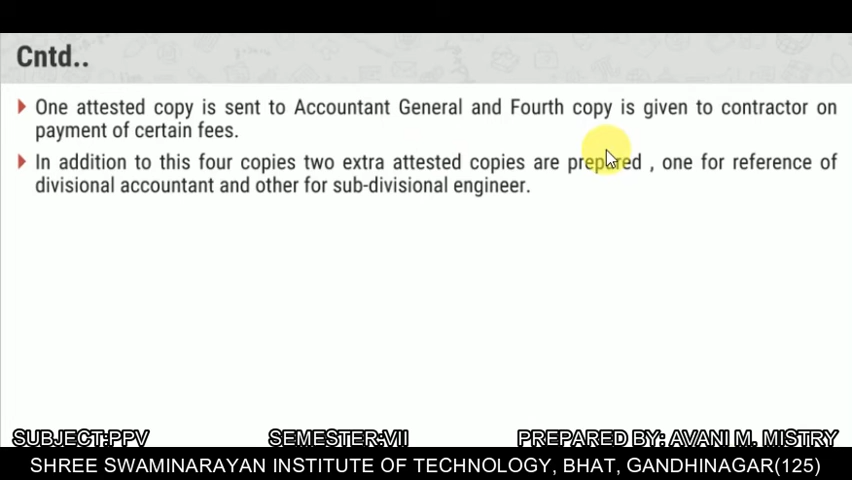 Cntd..
One attested copy is sent to Accountant General and Fourth copy is given to contractor on
payment of certain fees.
In addition to this four copies two extra attested copies are prepared , one for reference of
divisional accountant and other for sub-divisional engineer.
SUBJECT:PPV SEMESTER:VII PREPARED BY: AVANI M. MISTRY
SHREE SWAMINARAYAN INSTITUTE OF TECHNOLOGY, BHAT, GANDHINAGAR(125)